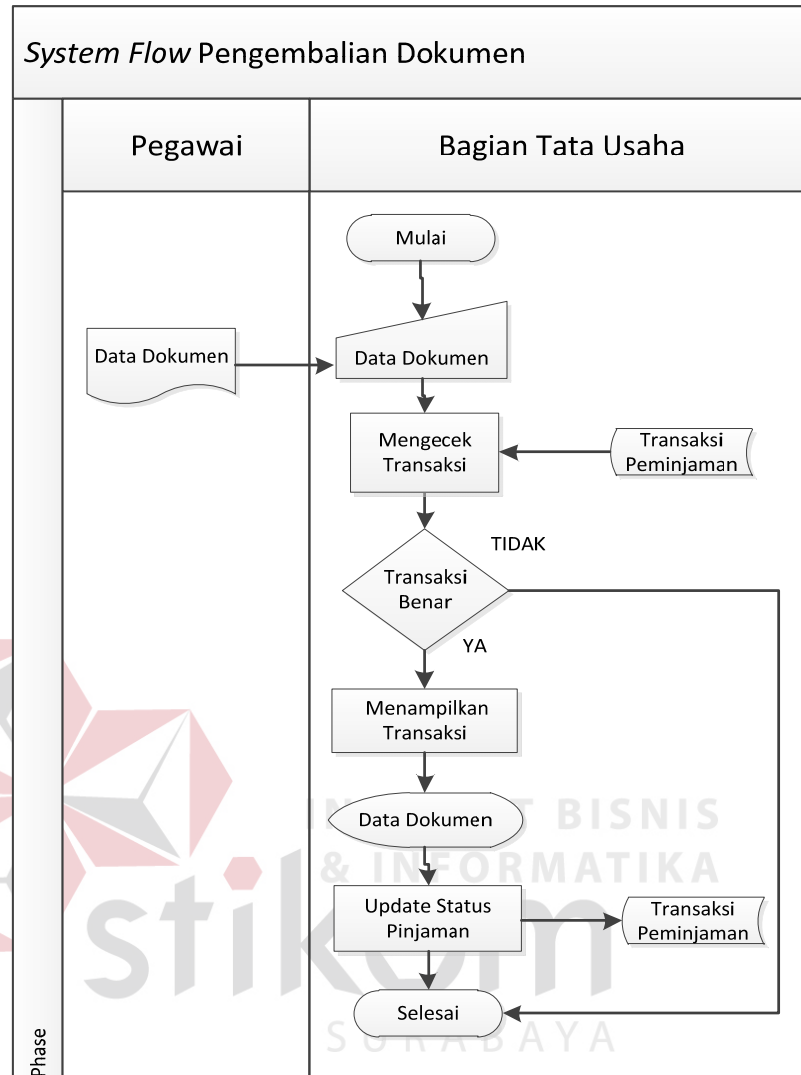 System Flow Pengembalian Dokumen
Pegawai
Bagian Tata Usaha
Mulai
Data Dokumen
Data Dokumen
Mengecek
Transaksi
Transaksi
Peminjaman
TIDAK
Transaksi
Benar
YA
Menampilkan
Transaksi
Data Dokumen
BISNIS
& INFORMATIKA
Update Status
Pinjaman
Transaksi
Peminjaman
stikom
Selesai
SURABAYA
Phase